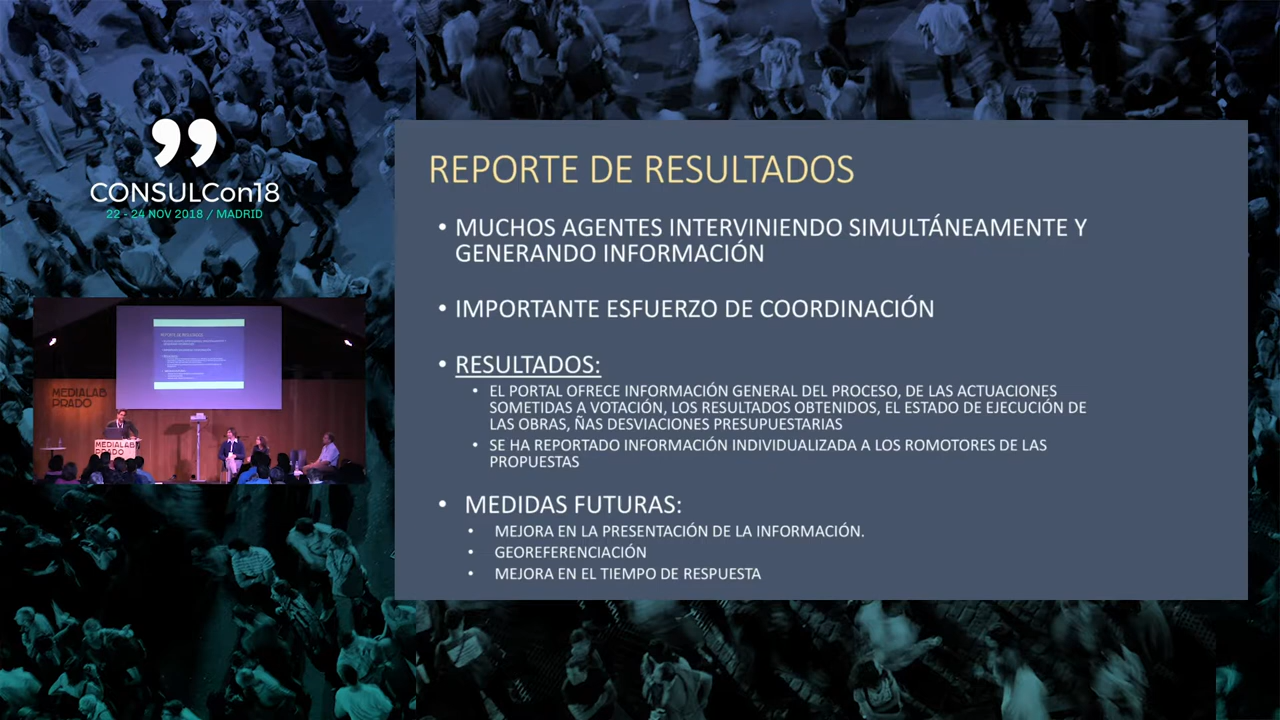 CONSULCon18
22 - 24 NOV 2018 / MADRID
MEDIALAB
PRADO
MEDIALAB
PRADO
REPORTE DE RESULTADOS
• MUCHOS AGENTES INTERVINIENDO SIMULTÁNEAMENTE Y
GENERANDO INFORMACIÓN
• IMPORTANTE ESFUERZO DE COORDINACIÓN
• RESULTADOS:
• EL PORTAL OFRECE INFORMACIÓN GENERAL DEL PROCESO, DE LAS ACTUACIONES
SOMETIDAS A VOTACIÓN, LOS RESULTADOS OBTENIDOS, EL ESTADO DE EJECUCIÓN DE
LAS OBRAS, ÑAS DESVIACIONES PRESUPUESTARIAS
• SE HA REPORTADO INFORMACIÓN INDIVIDUALIZADA A LOS ROMOTORES DE LAS
PROPUESTAS
• MEDIDAS FUTURAS:
• MEJORA EN LA PRESENTACIÓN DE LA INFORMACIÓN.
• GEOREFERENCIACIÓN
• MEJORA EN EL TIEMPO DE RESPUESTA